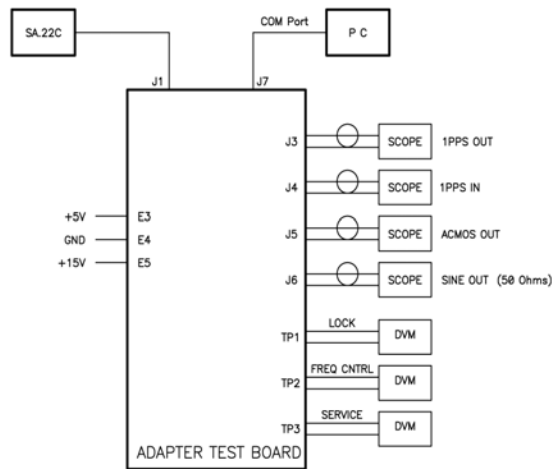 SA.22C
COM Port
P C
J1
J7
J3
SCOPE
1PPS OUT
J4
SCOPE
1PPS IN
+5V
E3
J5
SCOPE
ACMOS OUT
GND
E4
+15V
E5
J6
SCOPE
SINE OUT (50 Ohms)
LOCK
TP1
DVM
FREQ CNTRL
TP2
DVM
SERVICE
TP3
DVM
ADAPTER TEST BOARD